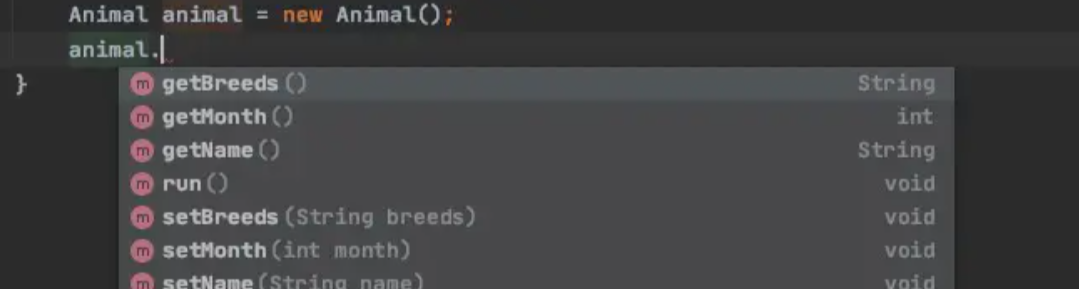 Animal animal = new Animal();
animal.
}
m getBreeds() String
m getMonth() int
m getName() String
m run() void
m setBreeds(String breeds) void
m setMonth(int month) void
m setName(String name) void